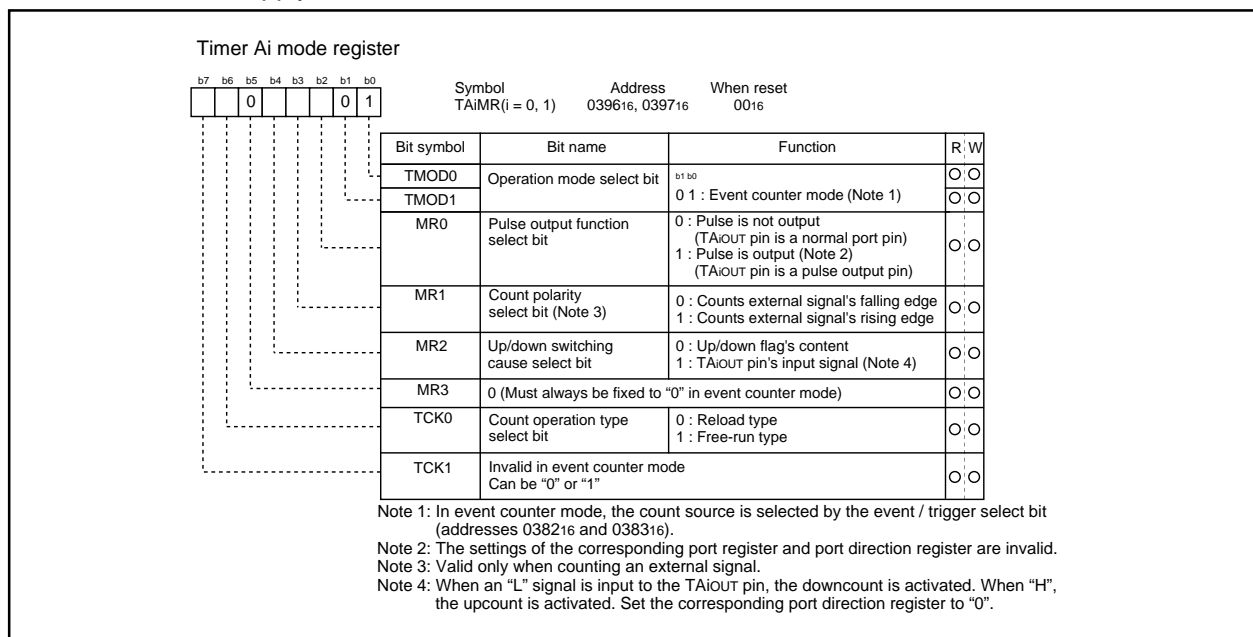 Timer Ai mode register
b7 b6 b5 b4 b3 b2 b1 b0
0 0 1
Symbol Address When reset
TAiMR(i = 0, 1) 039616, 039716 0016
Bit symbol Bit name Function R W
TMOD0 Operation mode select bit b1 b0
TMOD1 0 1 : Event counter mode (Note 1)
MR0 Pulse output function 0 : Pulse is not output
select bit (TAiOUT pin is a normal port pin)
1 : Pulse is output (Note 2)
(TAiOUT pin is a pulse output pin)
MR1 Count polarity 0 : Counts external signal's falling edge
select bit (Note 3) 1 : Counts external signal's rising edge
MR2 Up/down switching 0 : Up/down flag's content
cause select bit 1 : TAiOUT pin's input signal (Note 4)
MR3 0 (Must always be fixed to “0” in event counter mode)
TCK0 Count operation type 0 : Reload type
select bit 1 : Free-run type
TCK1 Invalid in event counter mode
Can be “0” or “1”
Note 1: In event counter mode, the count source is selected by the event / trigger select bit
(addresses 038216 and 038316).
Note 2: The settings of the corresponding port register and port direction register are invalid.
Note 3: Valid only when counting an external signal.
Note 4: When an “L” signal is input to the TAiOUT pin, the downcount is activated. When “H”,
the upcount is activated. Set the corresponding port direction register to “0”.